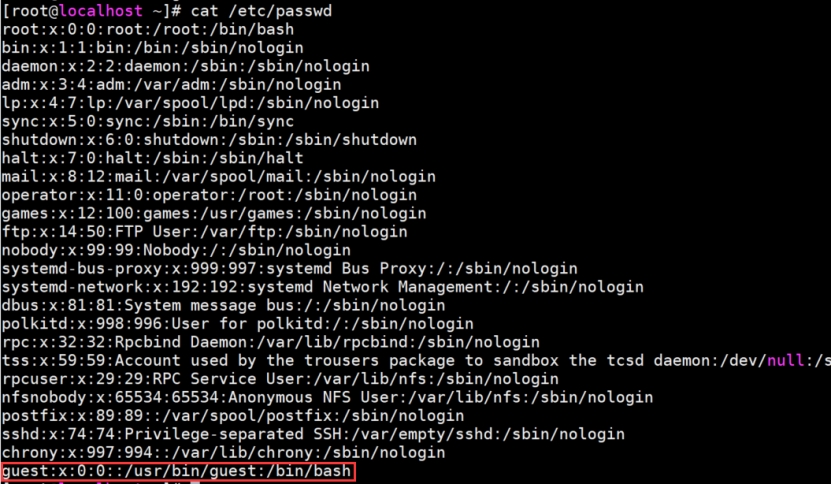 [root@localhost ~]# cat /etc/passwd
root:x:0:0:root:/root:/bin/bash
bin:x:1:1:bin:/bin:/sbin/nologin
daemon:x:2:2:daemon:/sbin:/sbin/nologin
adm:x:3:4:adm:/var/adm:/sbin/nologin
lp:x:4:7:lp:/var/spool/lpd:/sbin/nologin
sync:x:5:0:sync:/sbin:/bin/sync
shutdown:x:6:0:shutdown:/sbin:/sbin/shutdown
halt:x:7:0:halt:/sbin:/sbin/halt
mail:x:8:12:mail:/var/spool/mail:/sbin/nologin
operator:x:11:0:operator:/root:/sbin/nologin
games:x:12:100:games:/usr/games:/sbin/nologin
ftp:x:14:50:FTP User:/var/ftp:/sbin/nologin
nobody:x:99:99:Nobody:/:/sbin/nologin
systemd-bus-proxy:x:999:997:systemd Bus Proxy:/:/sbin/nologin
systemd-network:x:192:192:systemd Network Management:/:/sbin/nologin
dbus:x:81:81:System message bus:/:/sbin/nologin
polkitd:x:998:996:User for polkitd:/:/sbin/nologin
rpc:x:32:32:Rpcbind Daemon:/var/lib/rpcbind:/sbin/nologin
tss:x:59:59:Account used by the trousers package to sandbox the tcsd daemon:/dev/null:/s
rpcuser:x:29:29:RPC Service User:/var/lib/nfs:/sbin/nologin
nfsnobody:x:65534:65534:Anonymous NFS User:/var/lib/nfs:/sbin/nologin
postfix:x:89:89::/var/spool/postfix:/sbin/nologin
sshd:x:74:74:Privilege-separated SSH:/var/empty/sshd:/sbin/nologin
chrony:x:997:994::/var/lib/chrony:/sbin/nologin
guest:x:0:0::/usr/bin/guest:/bin/bash